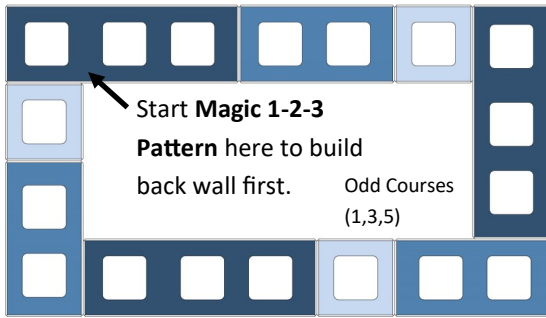 Start Magic 1-2-3
Pattern here to build
back wall first.
Odd Courses
(1,3,5)